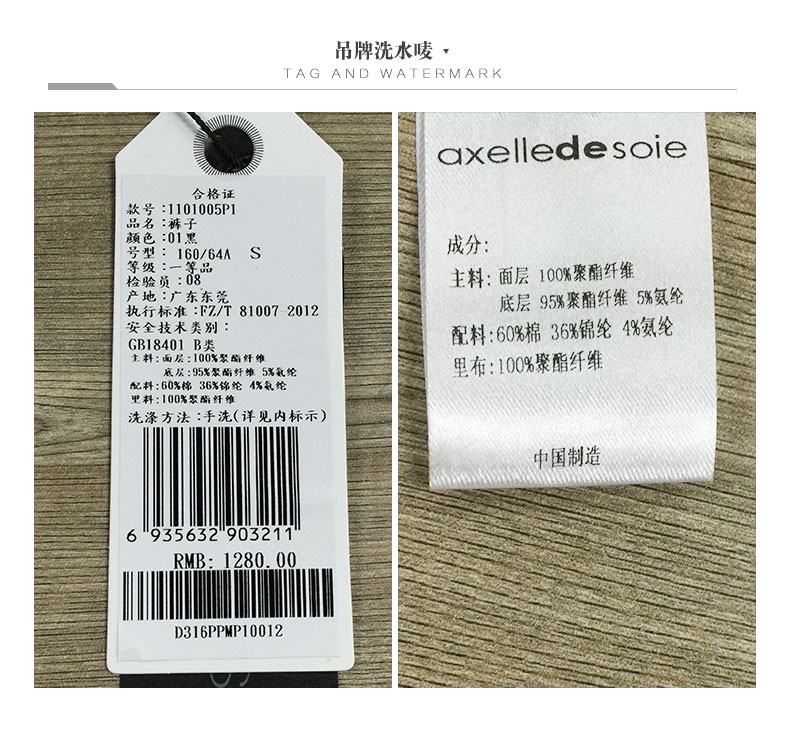 吊牌洗水唛
TAG AND WATERMARK
合格证
款号:1101005P1
品名:裤子
颜色:01黑
号型: 160/64A S
等级:一等品
检验员:08
产地:广东东莞
执行标准:FZ/T 81007-2012
安全技术类别:
GB18401 B类
主料:面层:100%聚酯纤维
底层:95%聚酯纤维 5%氨纶
配料:60%棉 36%锦纶 4%氨纶
里料:100%聚酯纤维
洗涤方法:手洗(详见内标示)
6 935632 903211
RMB: 1280.00
D316PPMP10012
axelledesoie
成分:
主料: 面层 100%聚酯纤维
底层 95%聚酯纤维 5%氨纶
配料:60%棉 36%锦纶 4%氨纶
里布:100%聚酯纤维
中国制造